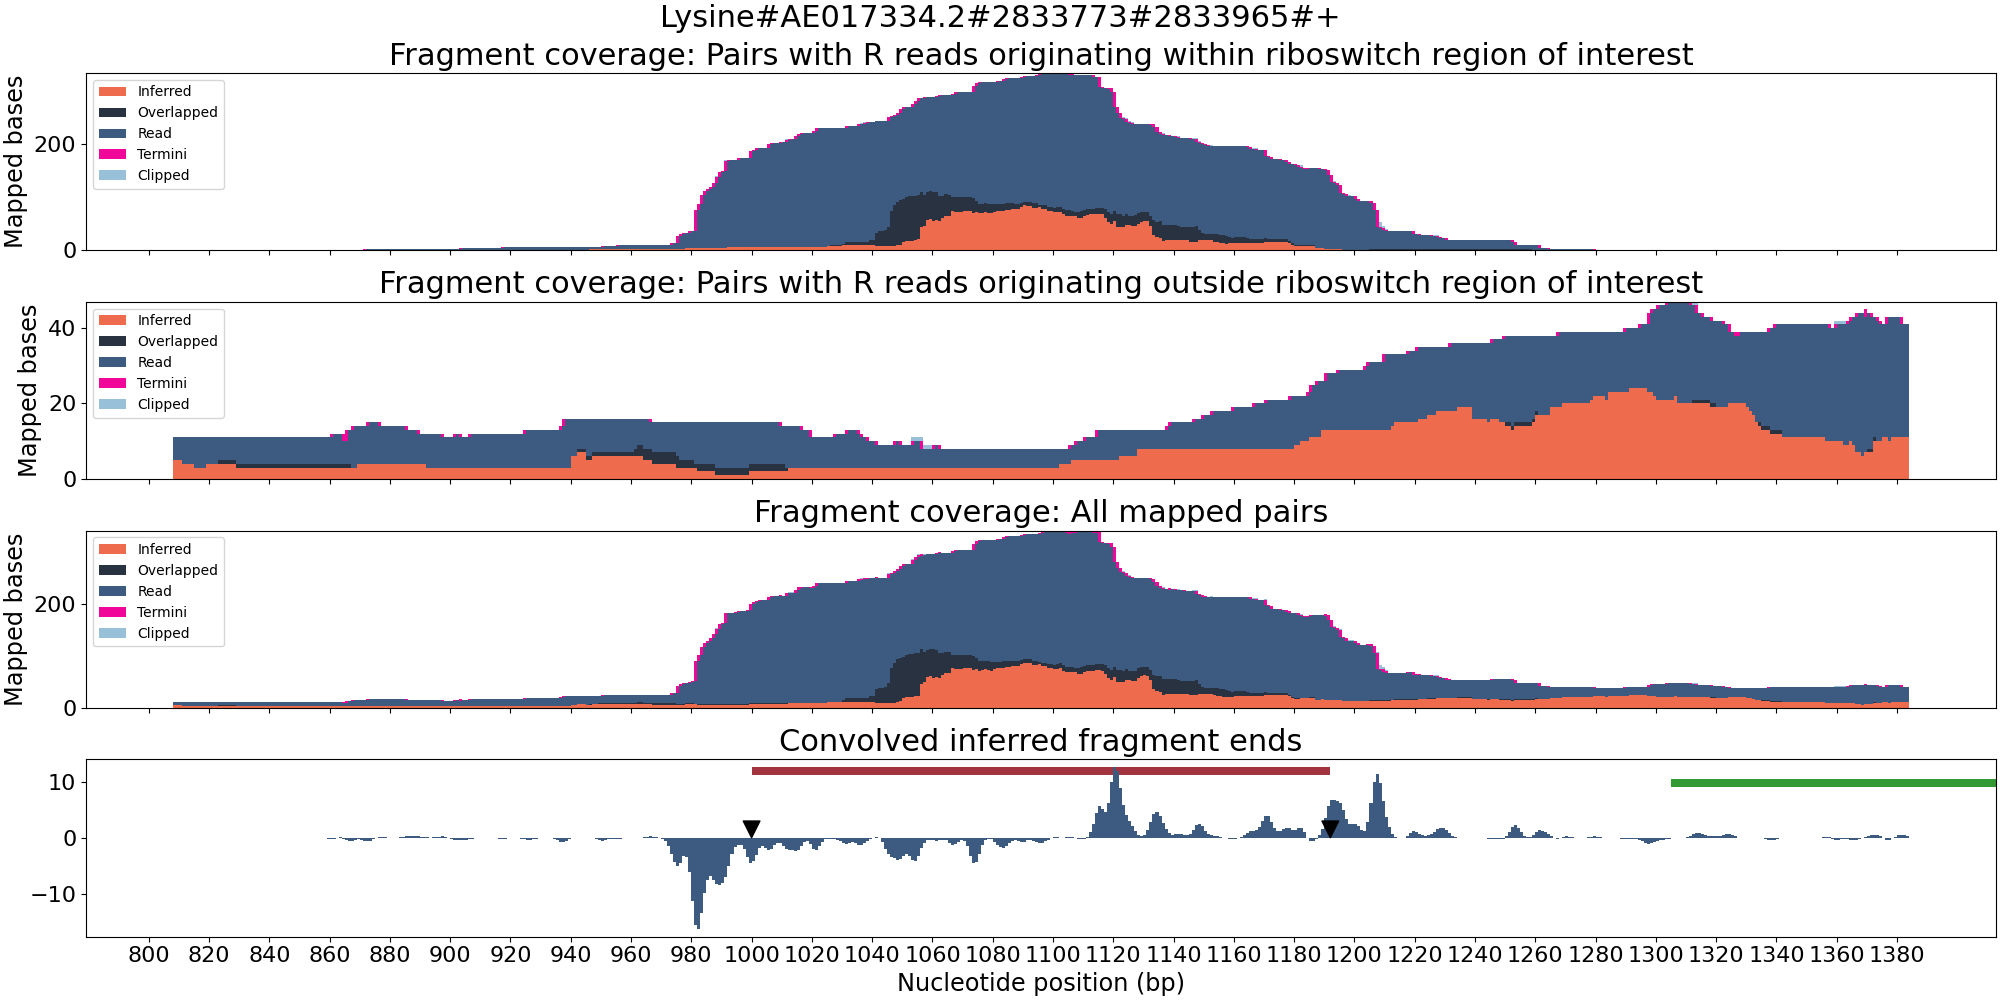 Lysine#AE017334.2#2833773#2833965#+
Fragment coverage: Pairs with R reads originating within riboswitch region of interest
Mapped bases
200
0
Inferred
Overlapped
Read
Termini
Clipped
Fragment coverage: Pairs with R reads originating outside riboswitch region of interest
Mapped bases
40
20
0
Inferred
Overlapped
Read
Termini
Clipped
Fragment coverage: All mapped pairs
Mapped bases
200
0
Inferred
Overlapped
Read
Termini
Clipped
Convolved inferred fragment ends
10
0
−10
800 820 840 860 880 900 920 940 960 980 1000 1020 1040 1060 1080 1100 1120 1140 1160 1180 1200 1220 1240 1260 1280 1300 1320 1340 1360 1380
Nucleotide position (bp)